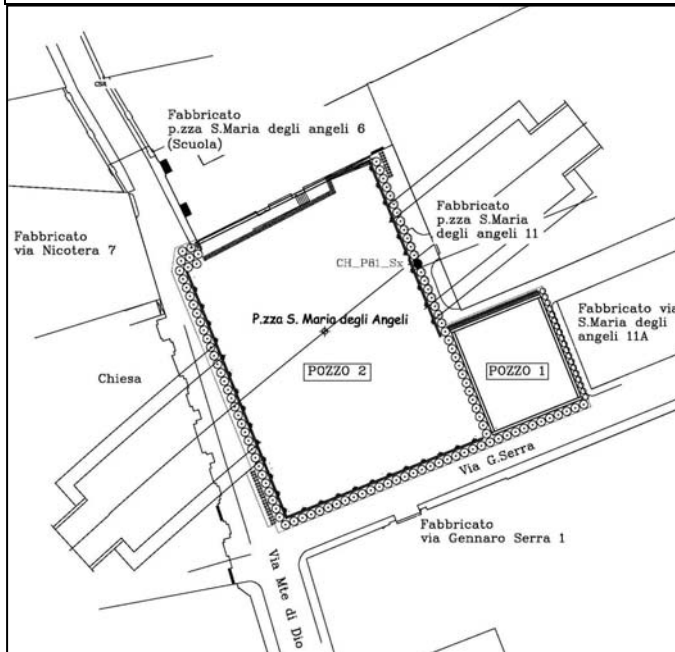 Fabbricato
p.zza S.Maria degli angeli 6
(Scuola)
Fabbricato
via Nicotera 7
Fabbricato
p.zza S.Maria
degli angeli 11
CH_P81_Sx
P.zza S. Maria degli Angeli
Fabbricato via
S.Maria degli
angeli 11A
POZZO 2
POZZO 1
Chiesa
Via G.Serra
Fabbricato
via Gennaro Serra 1
Via Mte di Dio